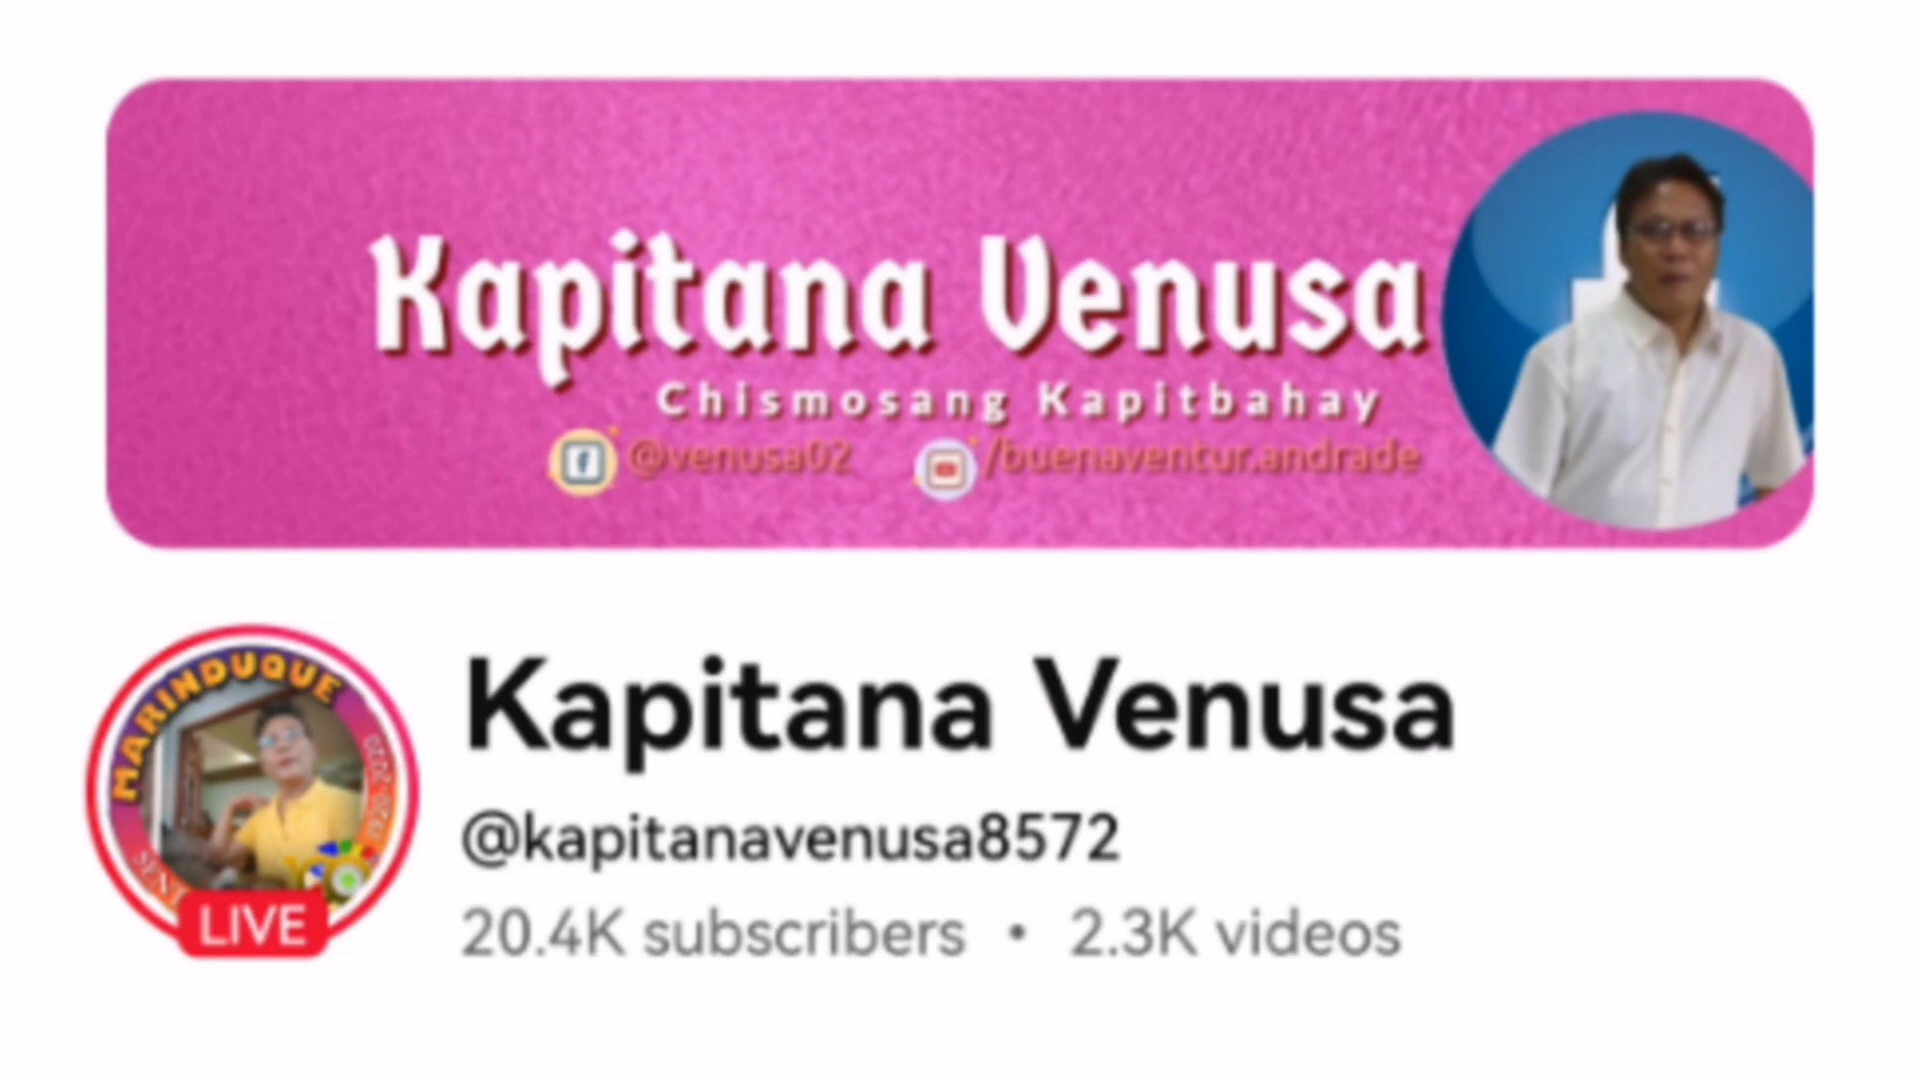 Kapitana Venusa
Chismosang Kapitbahay
@venusa02 /buenaventur.andrade
MARINDUQUE
LIVE
Kapitana Venusa
@kapitanavenusa8572
20.4K subscribers • 2.3K videos